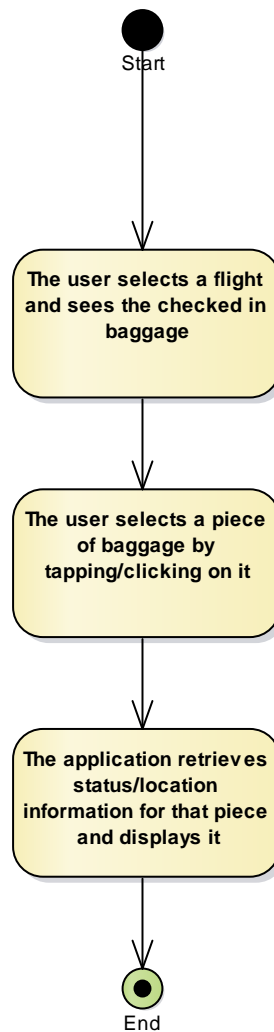 Start
The user selects a flight
and sees the checked in
baggage
The user selects a piece
of baggage by
tapping/clicking on it
The application retrieves
status/location
information for that piece
and displays it
End